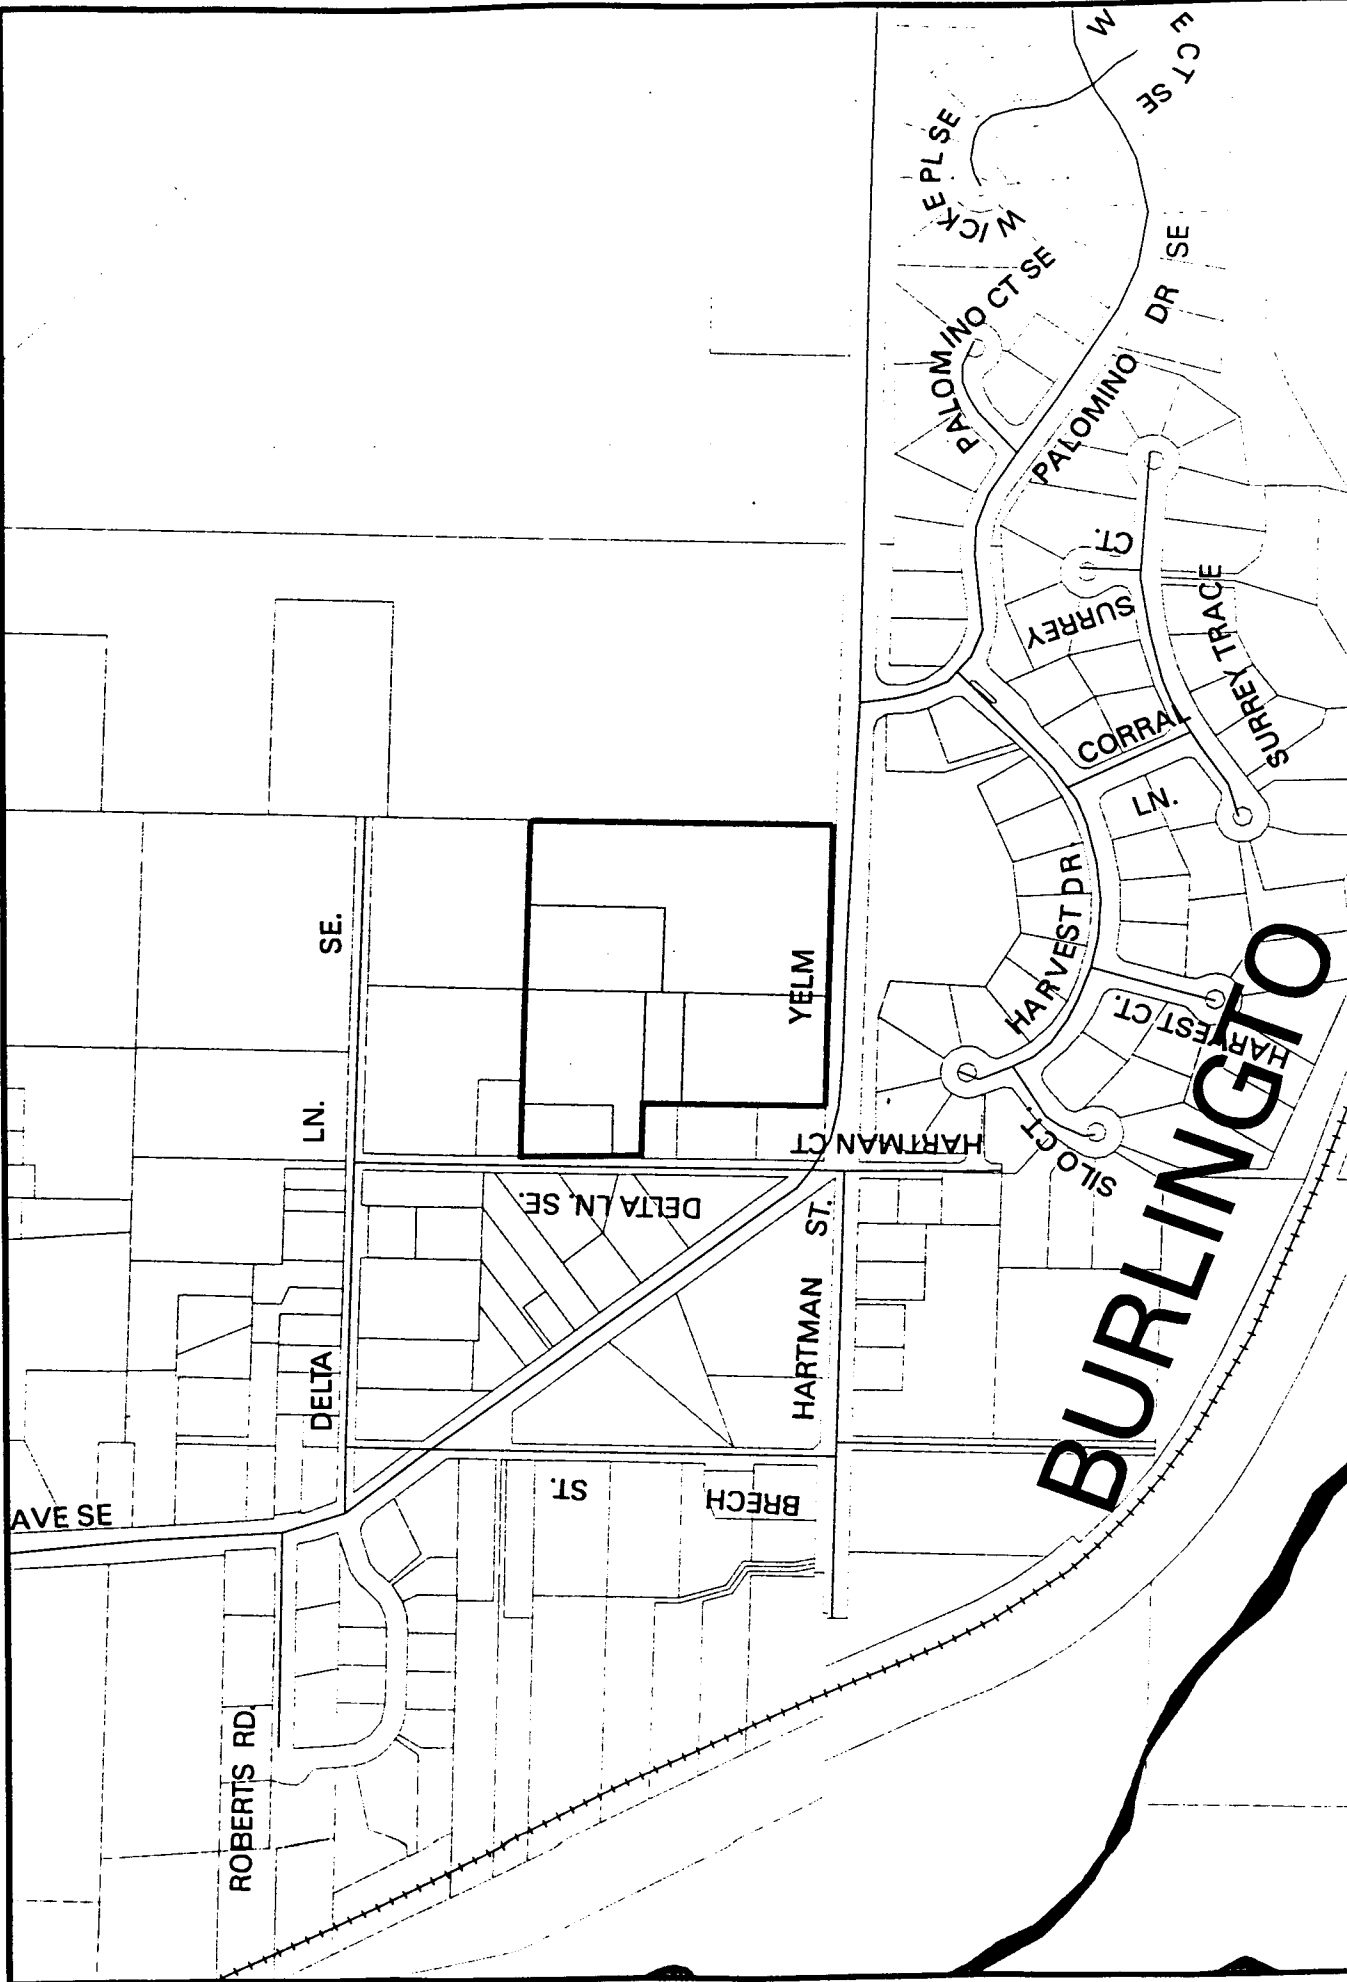 W
E CT SE
WICK E PL SE
PALOMINO CT SE
PALOMINO DR SE
SURREY CT.
SURREY TRACE
CORRAL LN.
HARVEST DR.
HARVEST CT.
SILO CT.
YELM
HARTMAN CT
DELTA LN. SE.
DELTA LN. SE.
HARTMAN ST.
BRECH ST.
AVE SE
ROBERTS RD.
BURLINGTO